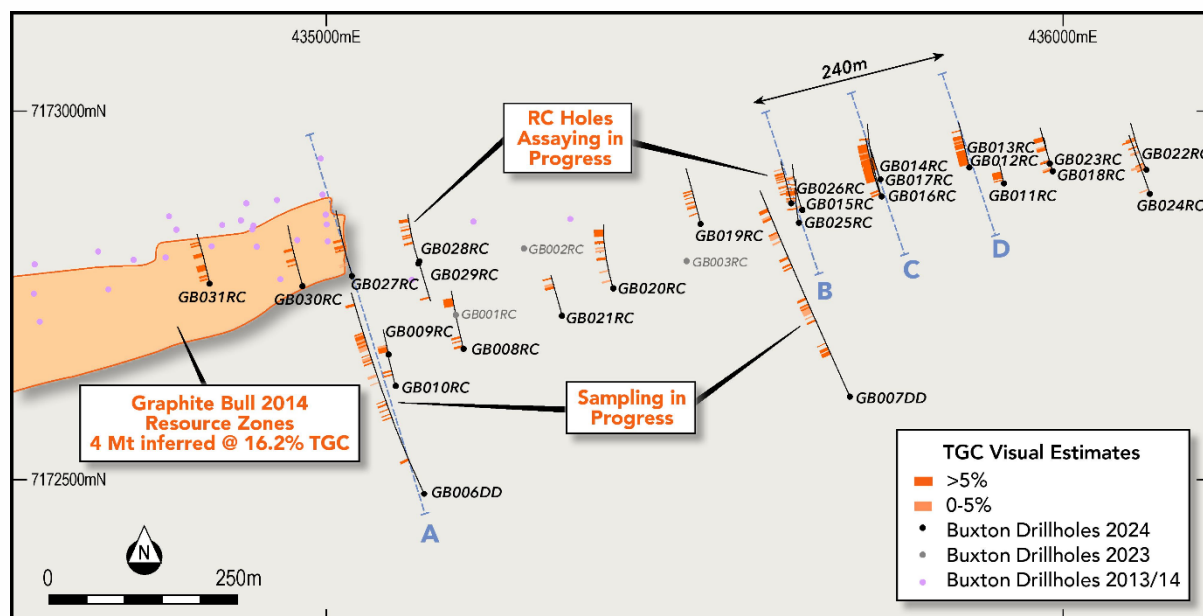 435000mE
436000mE
240m
7173000mN
RC Holes
Assaying in
Progress
GB013RC
GB012RC
GB014RC
GB017RC
GB016RC
GB011RC
GB023RC
GB018RC
GB022RC
GB024RC
GB026RC
GB015RC
GB025RC
GB019RC
GB028RC
GB029RC
GB002RC
GB003RC
GB031RC
GB030RC
GB027RC
GB020RC
GB021RC
GB001RC
GB009RC
GB008RC
GB010RC
B
C
D
Graphite Bull 2014
Resource Zones
4 Mt inferred @ 16.2% TGC
Sampling in
Progress
GB007DD
7172500mN
GB006DD
A
N
0
250m
TGC Visual Estimates
>5%
0-5%
Buxton Drillholes 2024
Buxton Drillholes 2023
Buxton Drillholes 2013/14